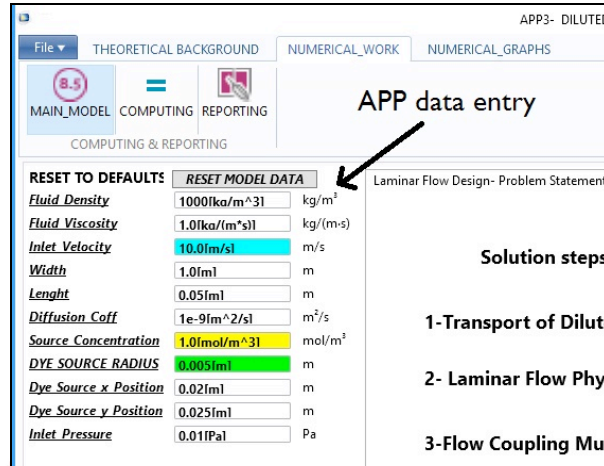 APP3- DILUTED
File THEORETICAL BACKGROUND NUMERICAL_WORK NUMERICAL_GRAPHS
8.5
MAIN_MODEL COMPUTING REPORTING
COMPUTING & REPORTING
APP data entry
RESET TO DEFAULTS RESET MODEL DATA
Fluid Density 1000[kg/m^3] kg/m³
Fluid Viscosity 1.0[kg/(m*s)] kg/(m·s)
Inlet Velocity 10.0[m/s] m/s
Width 1.0[m] m
Lenght 0.05[m] m
Diffusion Coff 1e-9[m^2/s] m²/s
Source Concentration 1.0[mol/m^3] mol/m³
DYE SOURCE RADIUS 0.005[m] m
Dye Source x Position 0.02[m] m
Dye Source y Position 0.025[m] m
Inlet Pressure 0.01[Pa] Pa
Laminar Flow Design- Problem Statement
Solution steps
1-Transport of Dilut
2- Laminar Flow Phy
3-Flow Coupling Mu